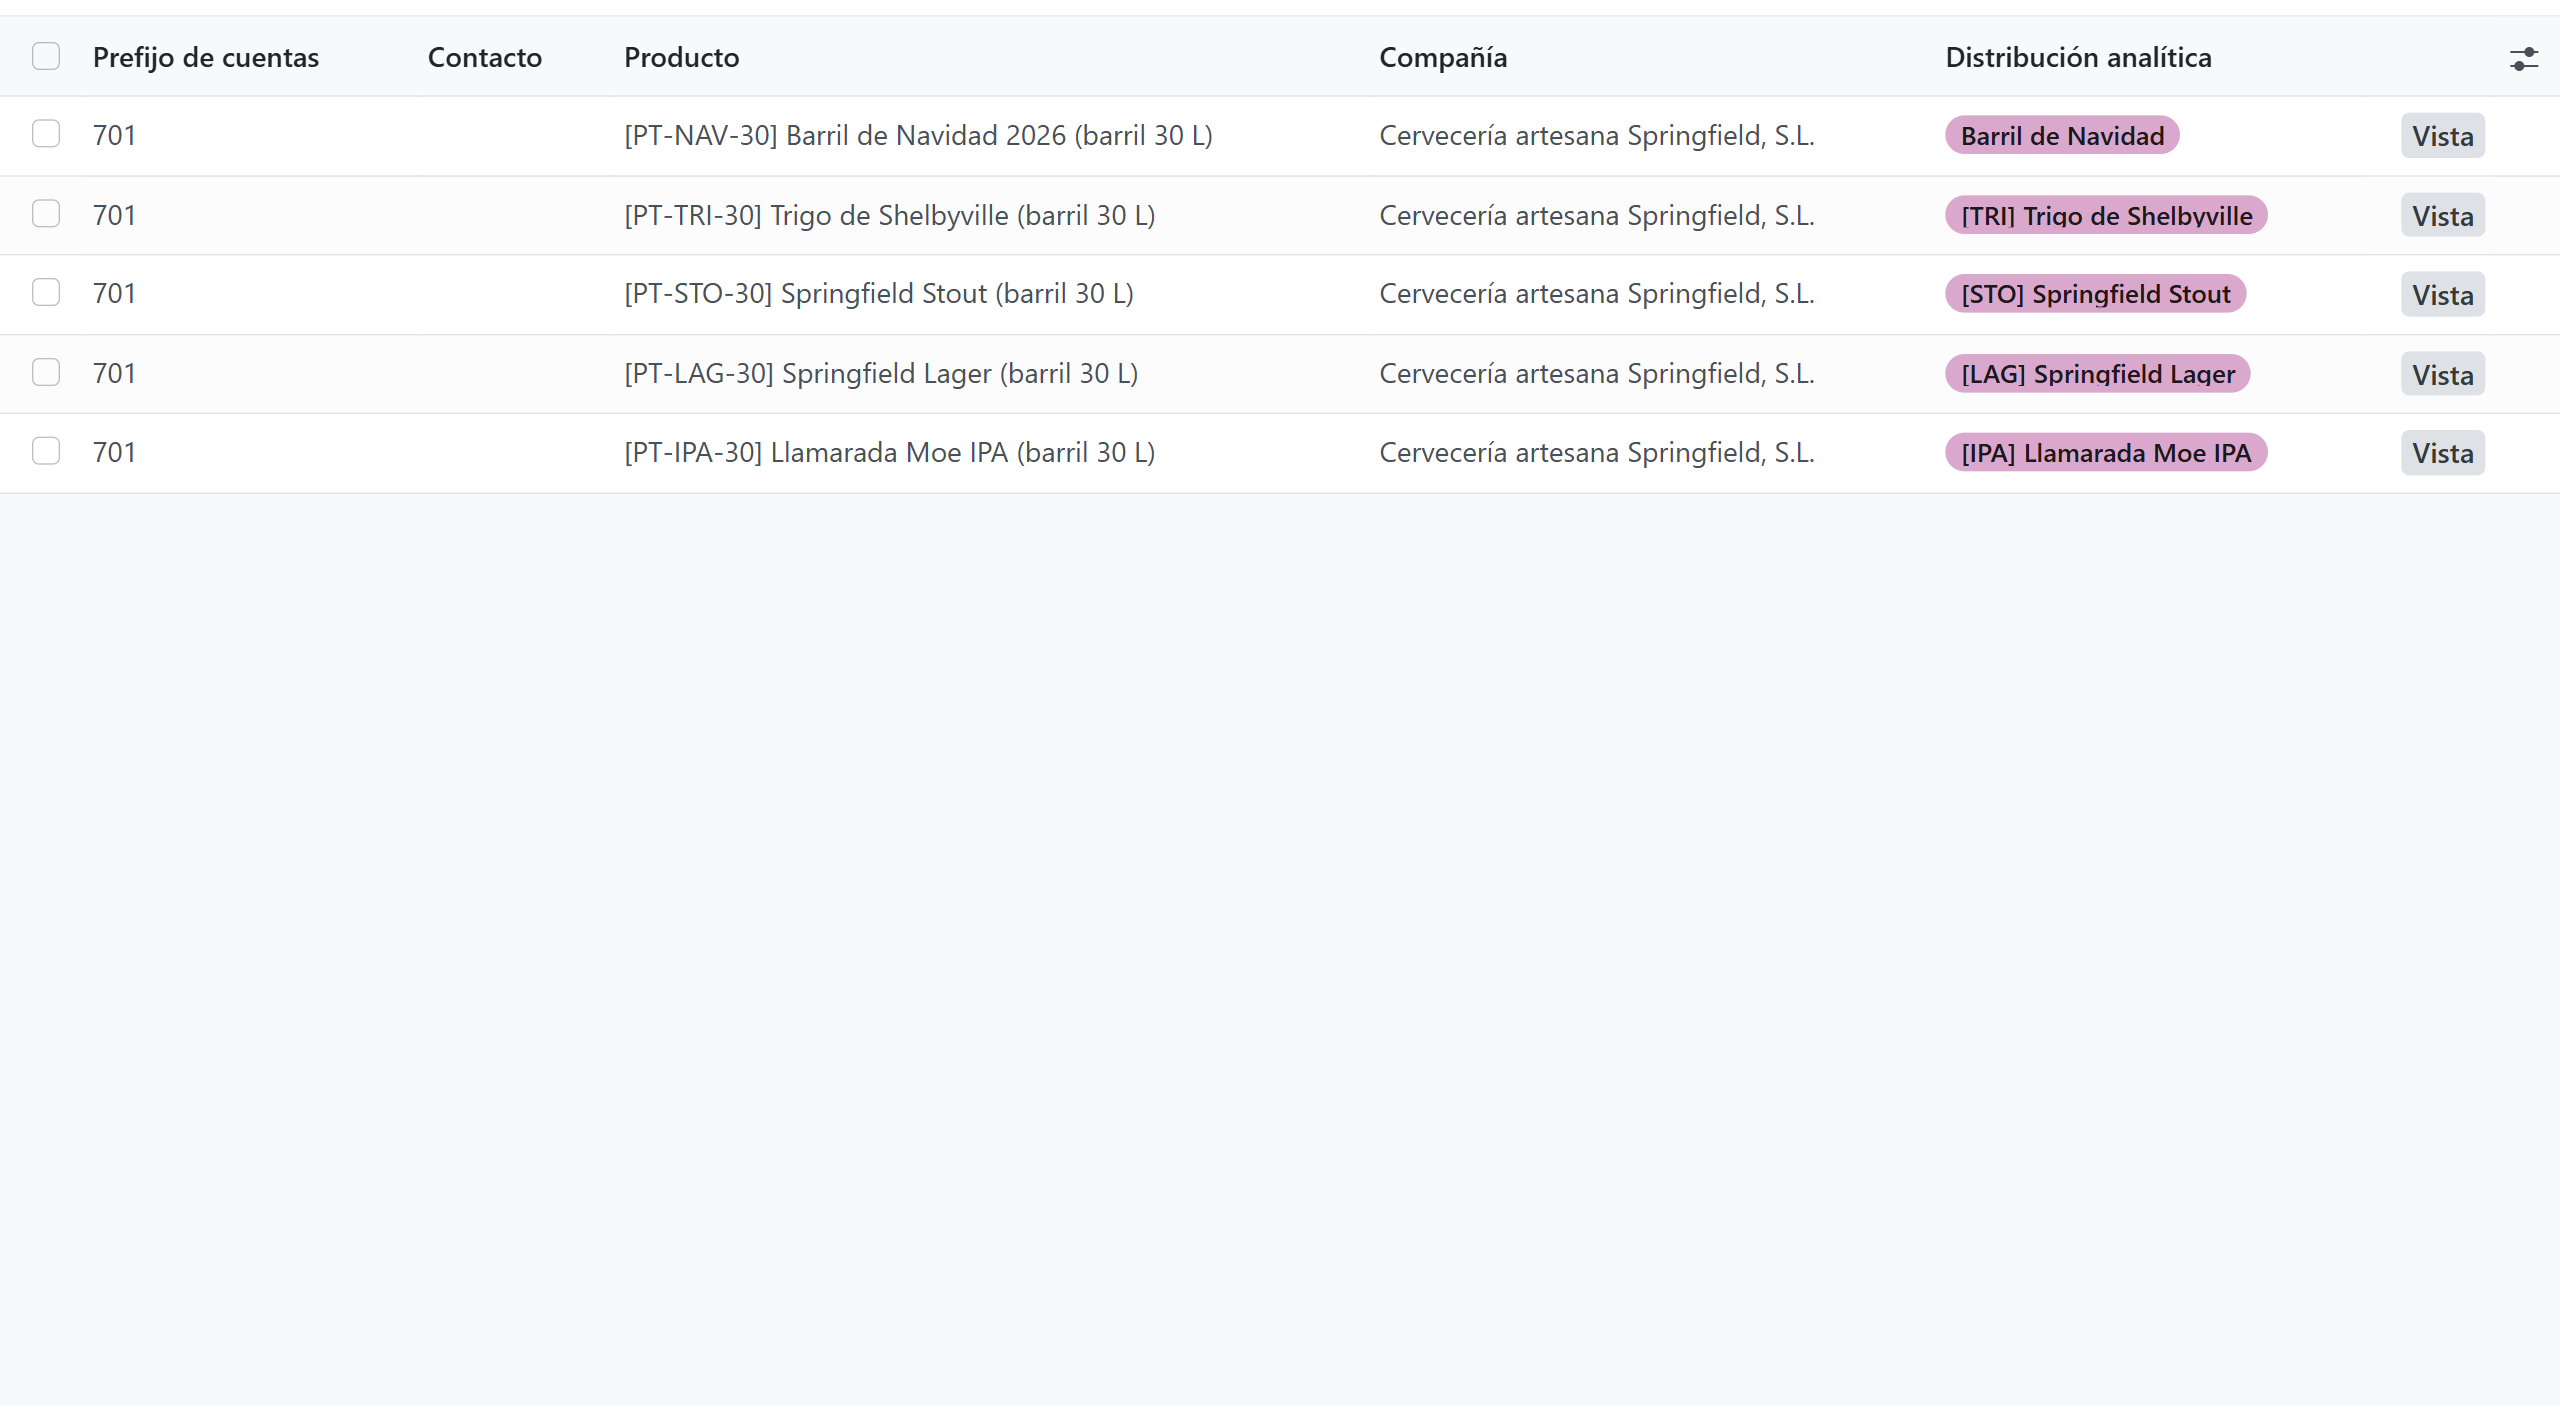 Prefijo de cuentas Contacto Producto Compañía Distribución analítica
701 [PT-NAV-30] Barril de Navidad 2026 (barril 30 L) Cervecería artesana Springfield, S.L. Barril de Navidad Vista
701 [PT-TRI-30] Trigo de Shelbyville (barril 30 L) Cervecería artesana Springfield, S.L. [TRI] Trigo de Shelbyville Vista
701 [PT-STO-30] Springfield Stout (barril 30 L) Cervecería artesana Springfield, S.L. [STO] Springfield Stout Vista
701 [PT-LAG-30] Springfield Lager (barril 30 L) Cervecería artesana Springfield, S.L. [LAG] Springfield Lager Vista
701 [PT-IPA-30] Llamarada Moe IPA (barril 30 L) Cervecería artesana Springfield, S.L. [IPA] Llamarada Moe IPA Vista